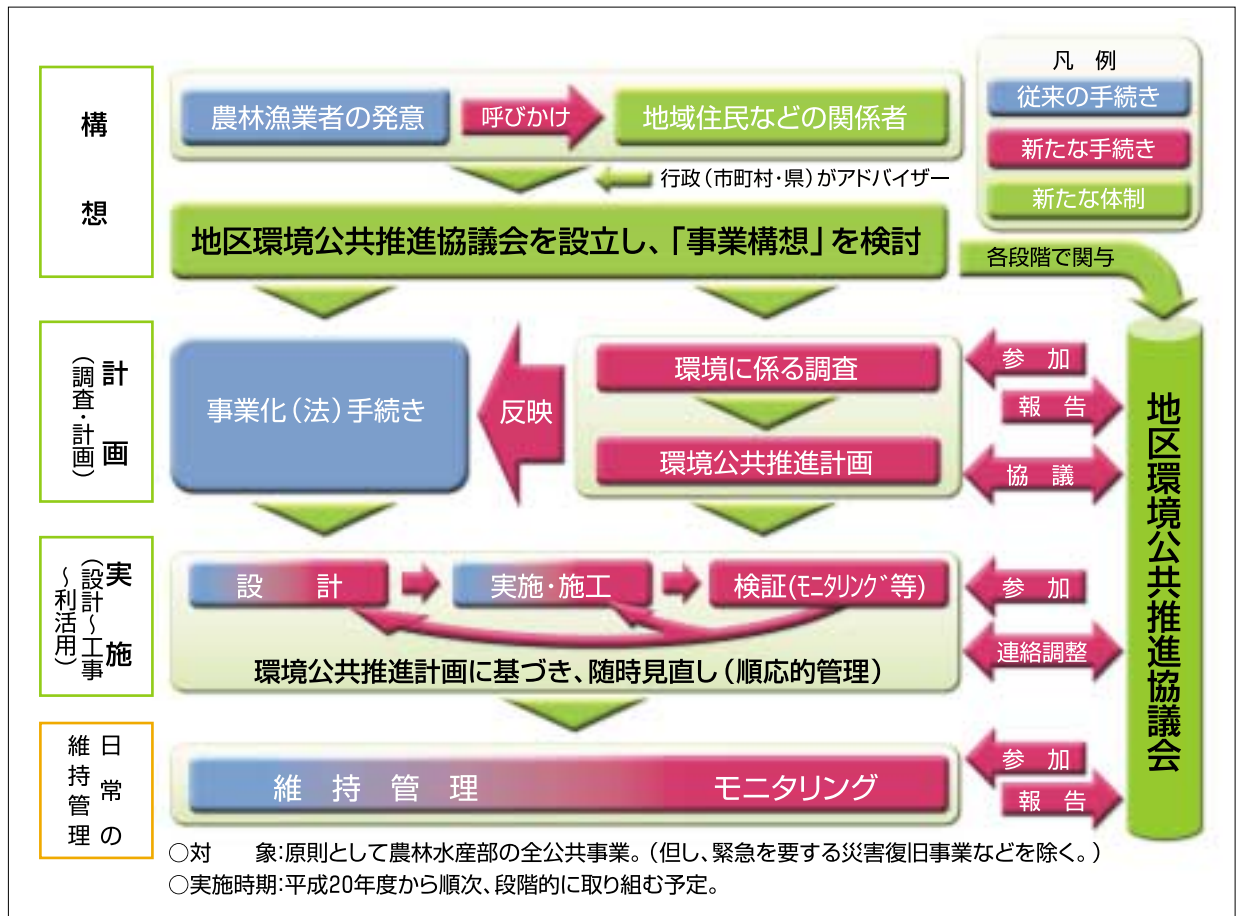 凡 例
従来の手続き
新たな手続き
新たな体制
構想
農林漁業者の発意
呼びかけ
地域住民などの関係者
行政(市町村・県)がアドバイザー
地区環境公共推進協議会を設立し、「事業構想」を検討
各段階で関与
計画
(調査・計画)
事業化(法)手続き
反映
環境に係る調査
環境公共推進計画
参 加
報 告
協 議
地区環境公共推進協議会
実施
(設計~工事
~利活用)
設 計
実施・施工
検証(モニタリング等)
環境公共推進計画に基づき、随時見直し(順応的管理)
参 加
連絡調整
日常の
維持管理
維 持 管 理
モニタリング
参 加
報 告
○対 象:原則として農林水産部の全公共事業。(但し、緊急を要する災害復旧事業などを除く。)
○実施時期:平成20年度から順次、段階的に取り組む予定。